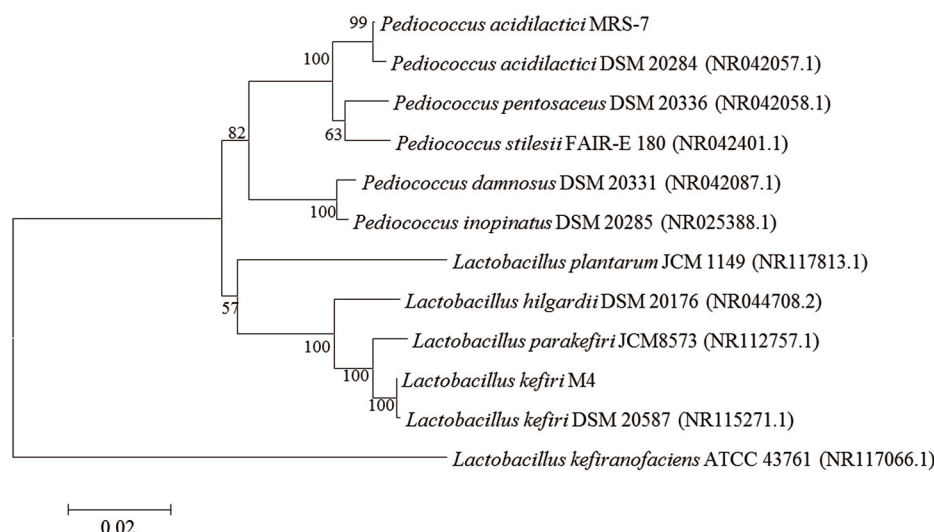 99 Pediococcus acidilactici MRS-7
100
Pediococcus acidilactici DSM 20284 (NR042057.1)
Pediococcus pentosaceus DSM 20336 (NR042058.1)
82 63 Pediococcus stilesii FAIR-E 180 (NR042401.1)
Pediococcus damnosus DSM 20331 (NR042087.1)
100
Pediococcus inopinatus DSM 20285 (NR025388.1)
Lactobacillus plantarum JCM 1149 (NR117813.1)
57 Lactobacillus hilgardii DSM 20176 (NR044708.2)
100 Lactobacillus parakefiri JCM8573 (NR112757.1)
100 Lactobacillus kefiri M4
100
Lactobacillus kefiri DSM 20587 (NR115271.1)
Lactobacillus kefiranofaciens ATCC 43761 (NR117066.1)
0.02